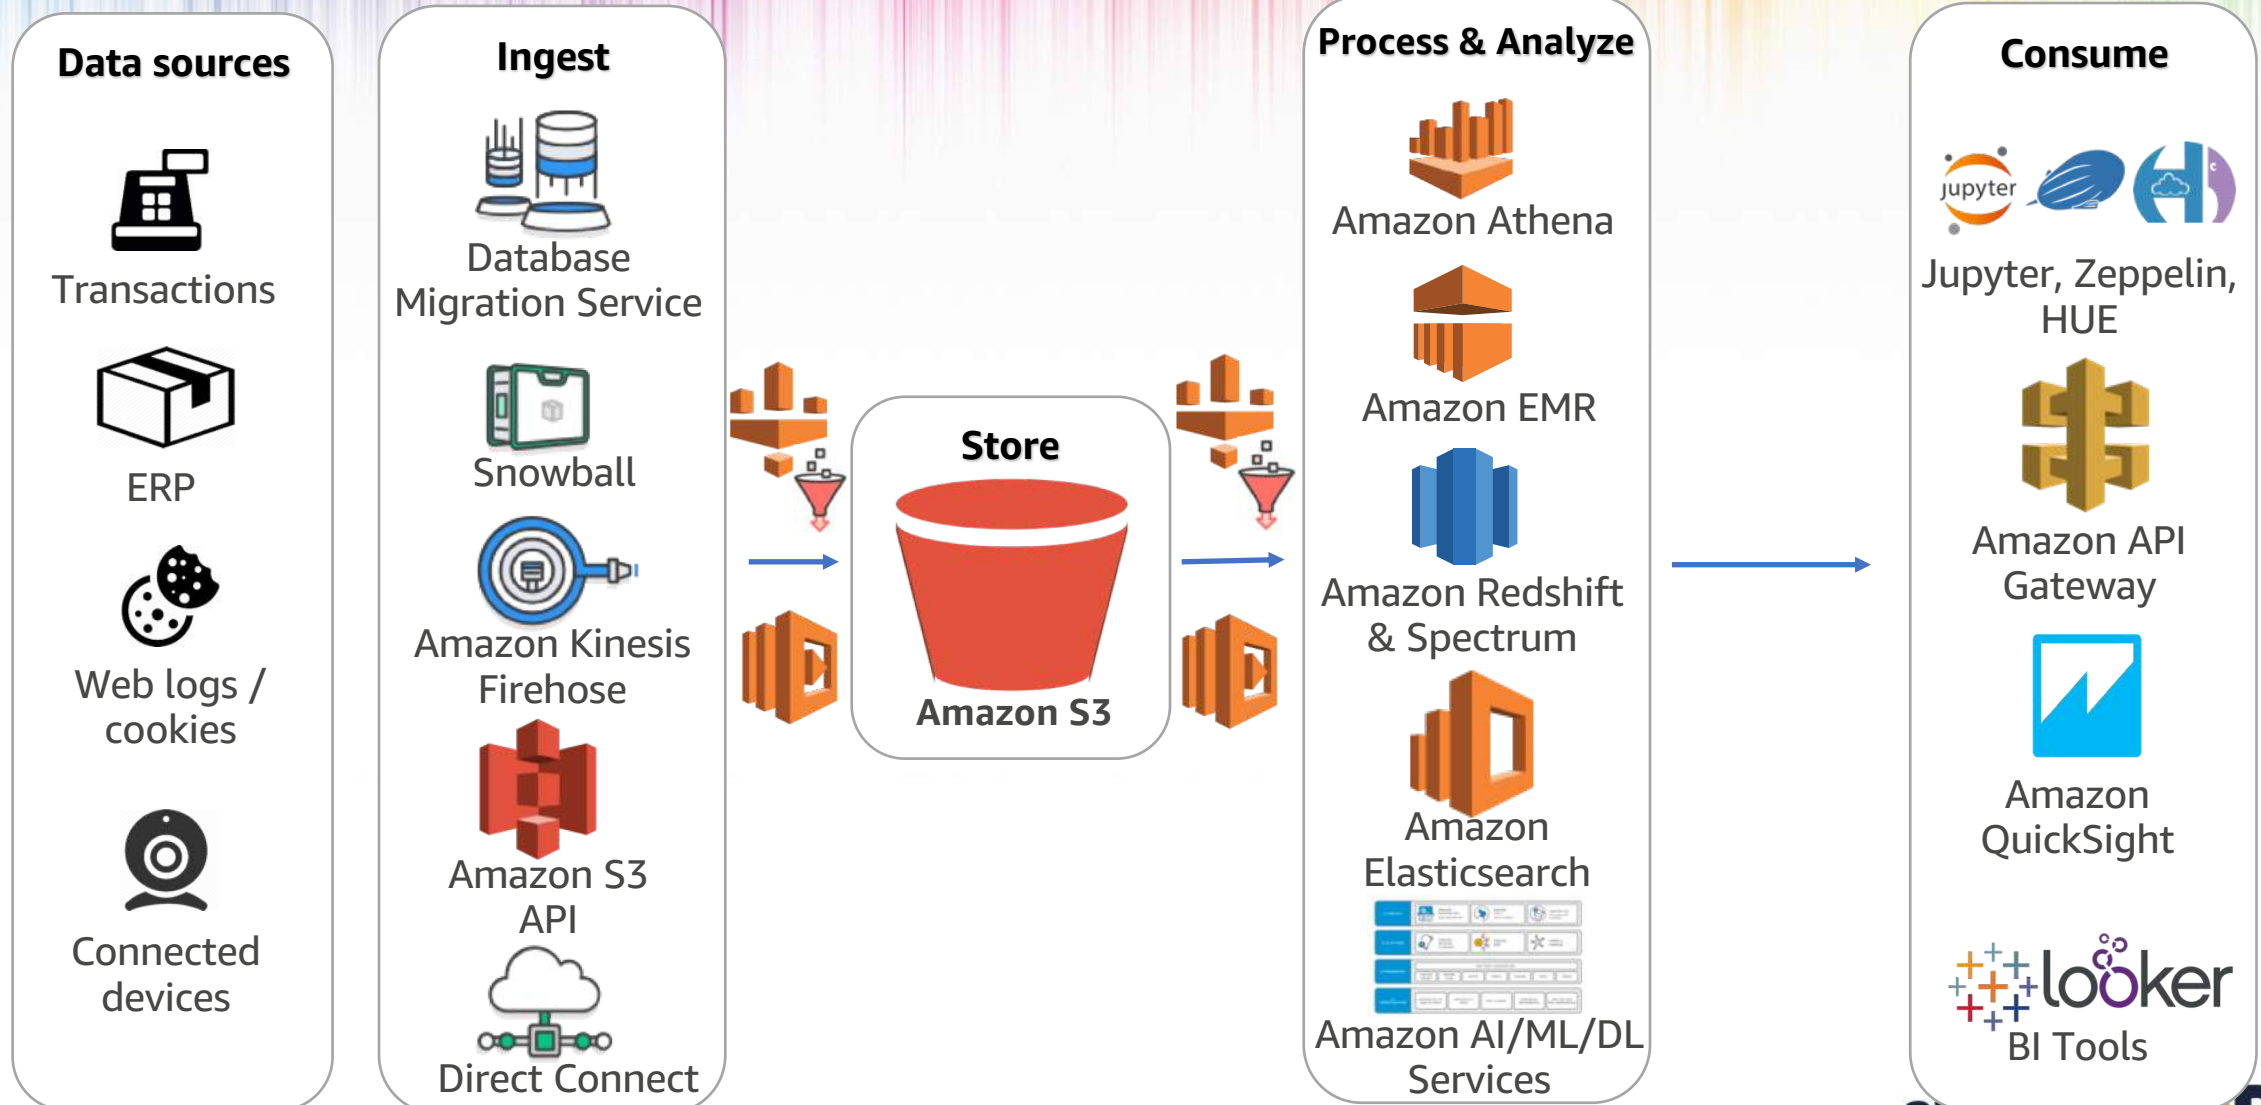 Data sources
Transactions
ERP
Web logs /
cookies
Connected
devices
Ingest
Database
Migration Service
Snowball
Amazon Kinesis
Firehose
Amazon S3
API
Direct Connect
Store
Amazon S3
Process & Analyze
Amazon Athena
Amazon EMR
Amazon Redshift
& Spectrum
Amazon
Elasticsearch
Amazon AI/ML/DL
Services
Consume
jupyter
Jupyter, Zeppelin,
HUE
Amazon API
Gateway
Amazon
QuickSight
looker
BI Tools